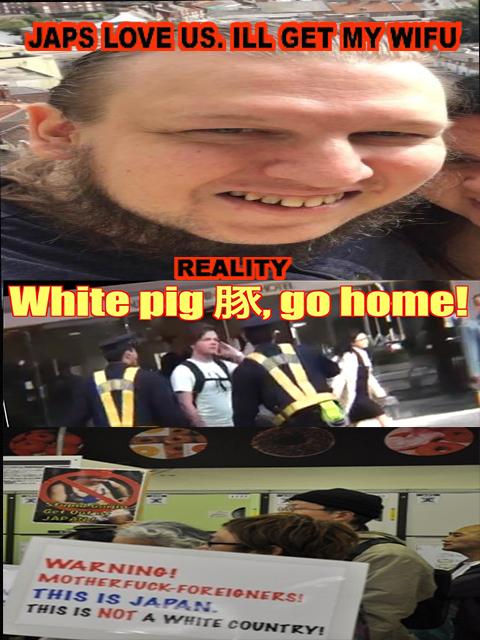 JAPS LOVE US. ILL GET MY WIFU
REALITY
White pig 豚, go home!
WARNING!
MOTHERFUCK-FOREIGNERS!
THIS IS JAPAN.
THIS IS NOT A WHITE COUNTRY!